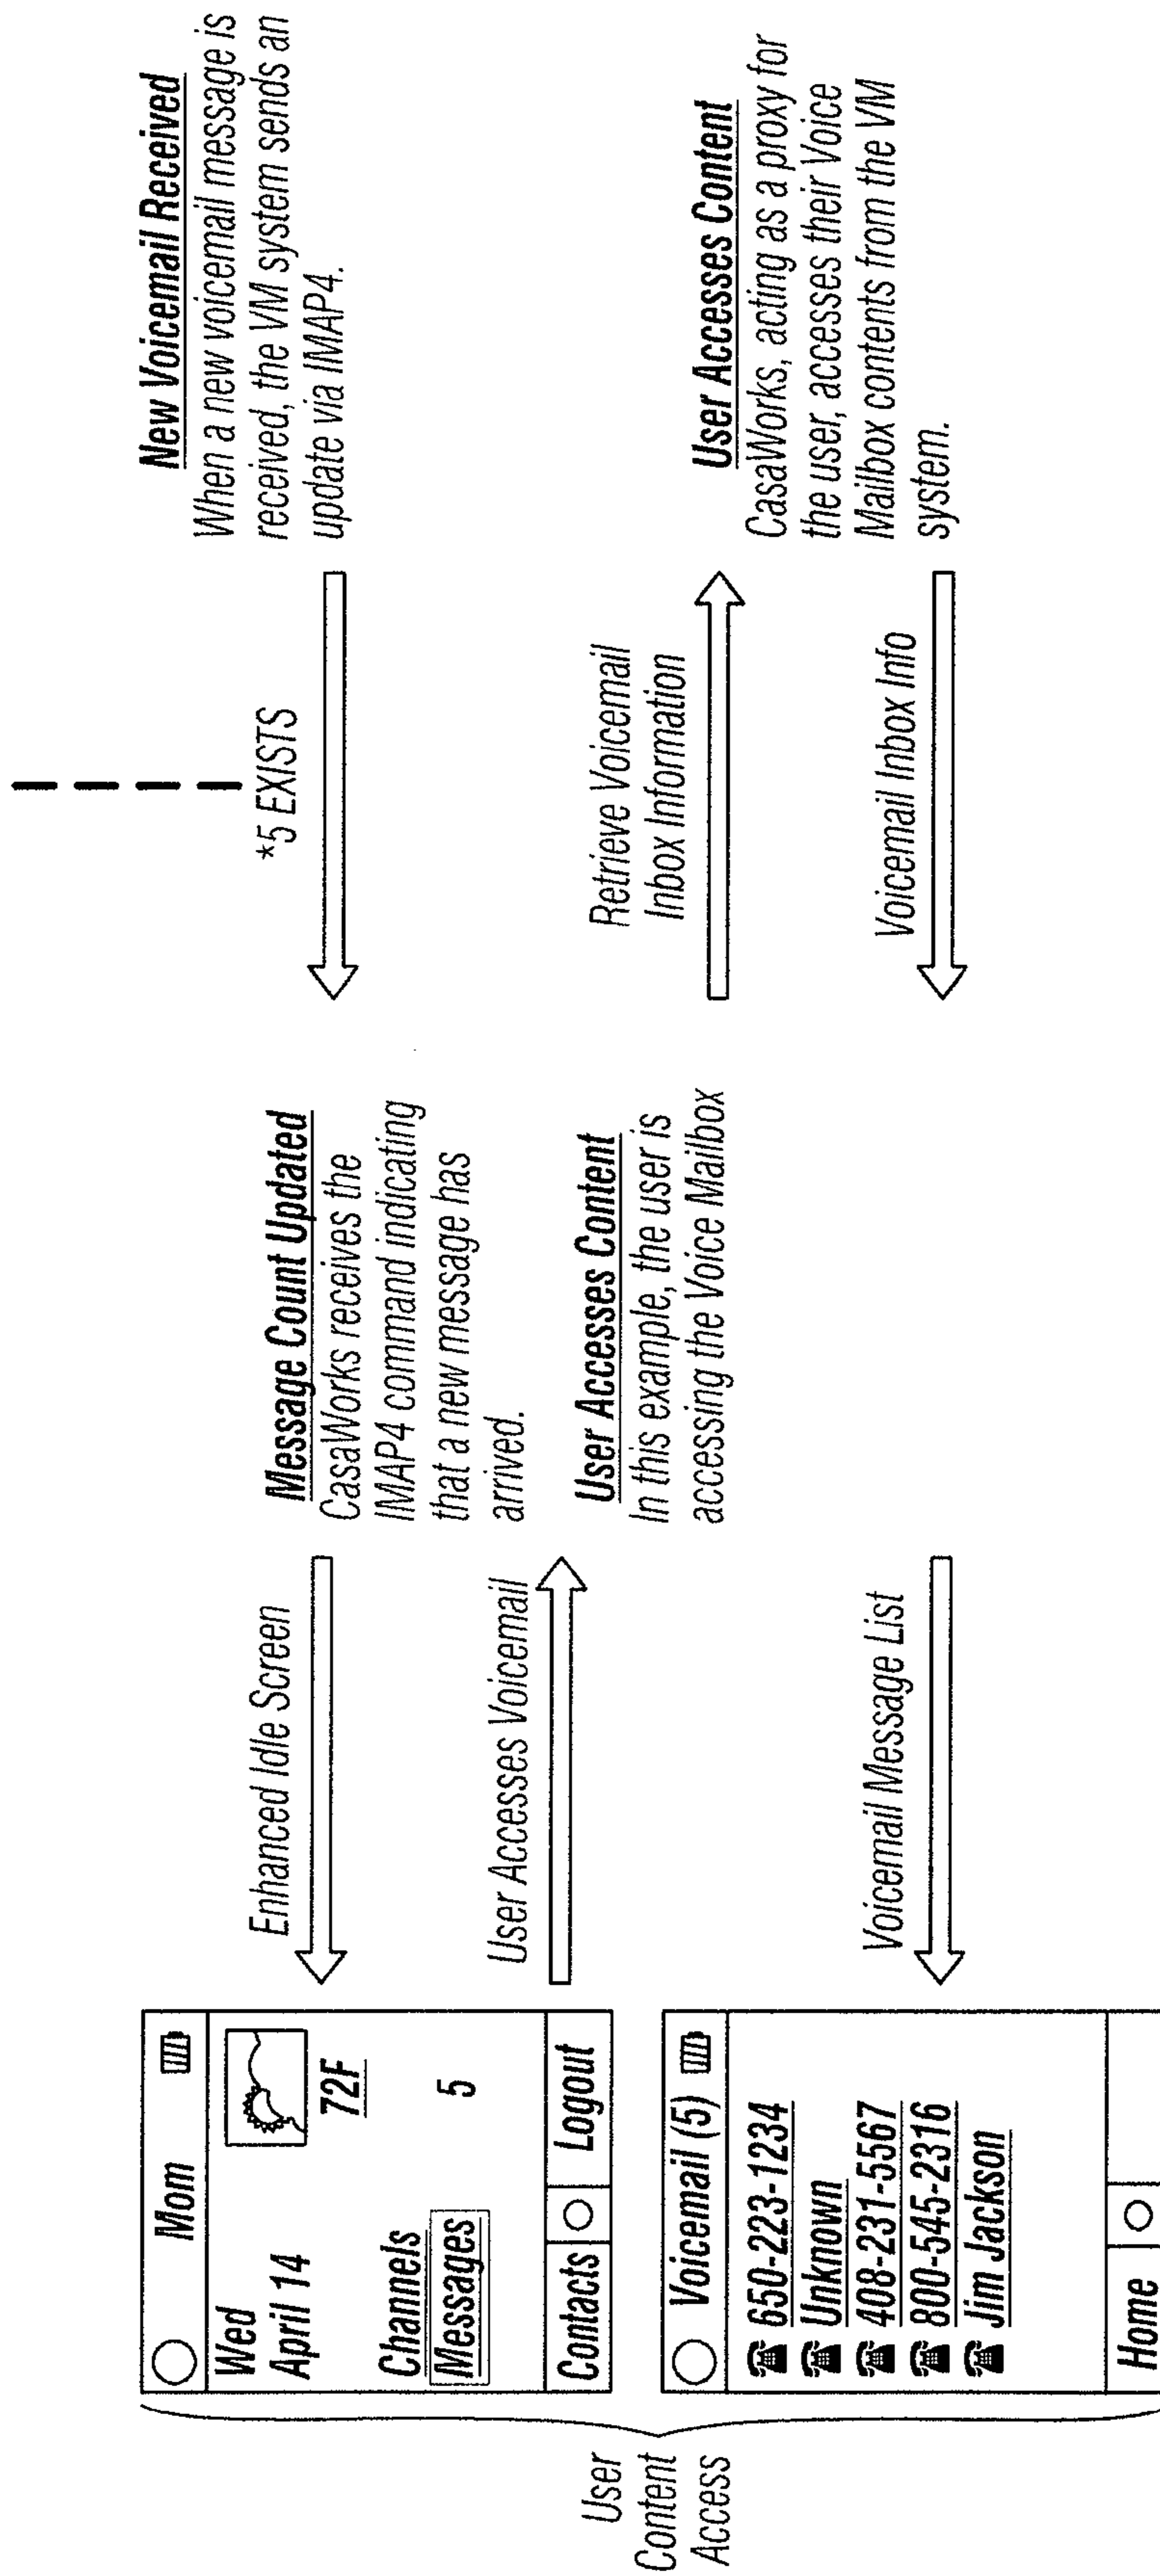 User
Content
Access
Mom
Wed
April 14
72F
Channels
Messages 5
Contacts
Logout
Voicemail (5)
650-223-1234
Unknown
408-231-5567
800-545-2316
Jim Jackson
Home
Enhanced Idle Screen
User Accesses Voicemail
Voicemail Message List
Message Count Updated
CasaWorks receives the
IMAP4 command indicating
that a new message has
arrived.
User Accesses Content
In this example, the user is
accessing the Voice Mailbox
*5 EXISTS
Retrieve Voicemail
Inbox Information
Voicemail Inbox Info
New Voicemail Received
When a new voicemail message is
received, the VM system sends an
update via IMAP4.
User Accesses Content
CasaWorks, acting as a proxy for
the user, accesses their Voice
Mailbox contents from the VM
system.